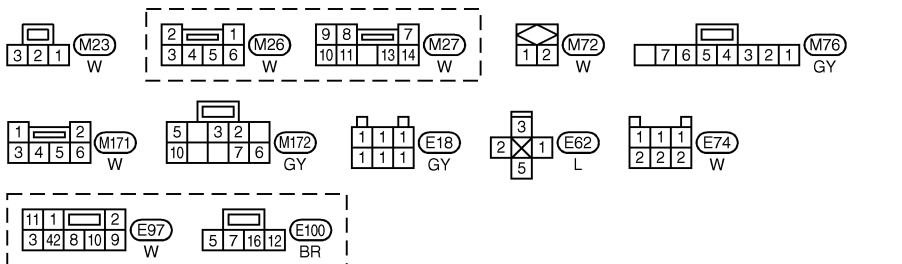 3 2 1 M23 W
2 1 3 4 5 6 M26 W
9 8 7 10 11 13 14 M27 W
1 2 M72 W
7 6 5 4 3 2 1 M76 GY
1 2 3 4 5 6 M171 W
5 3 2 10 7 6 M172 GY
1 1 1 1 1 1 E18 GY
3 2 1 5 E62 L
1 1 1 2 2 2 E74 W
11 1 2 3 42 8 10 9 E97 W
5 7 16 12 E100 BR